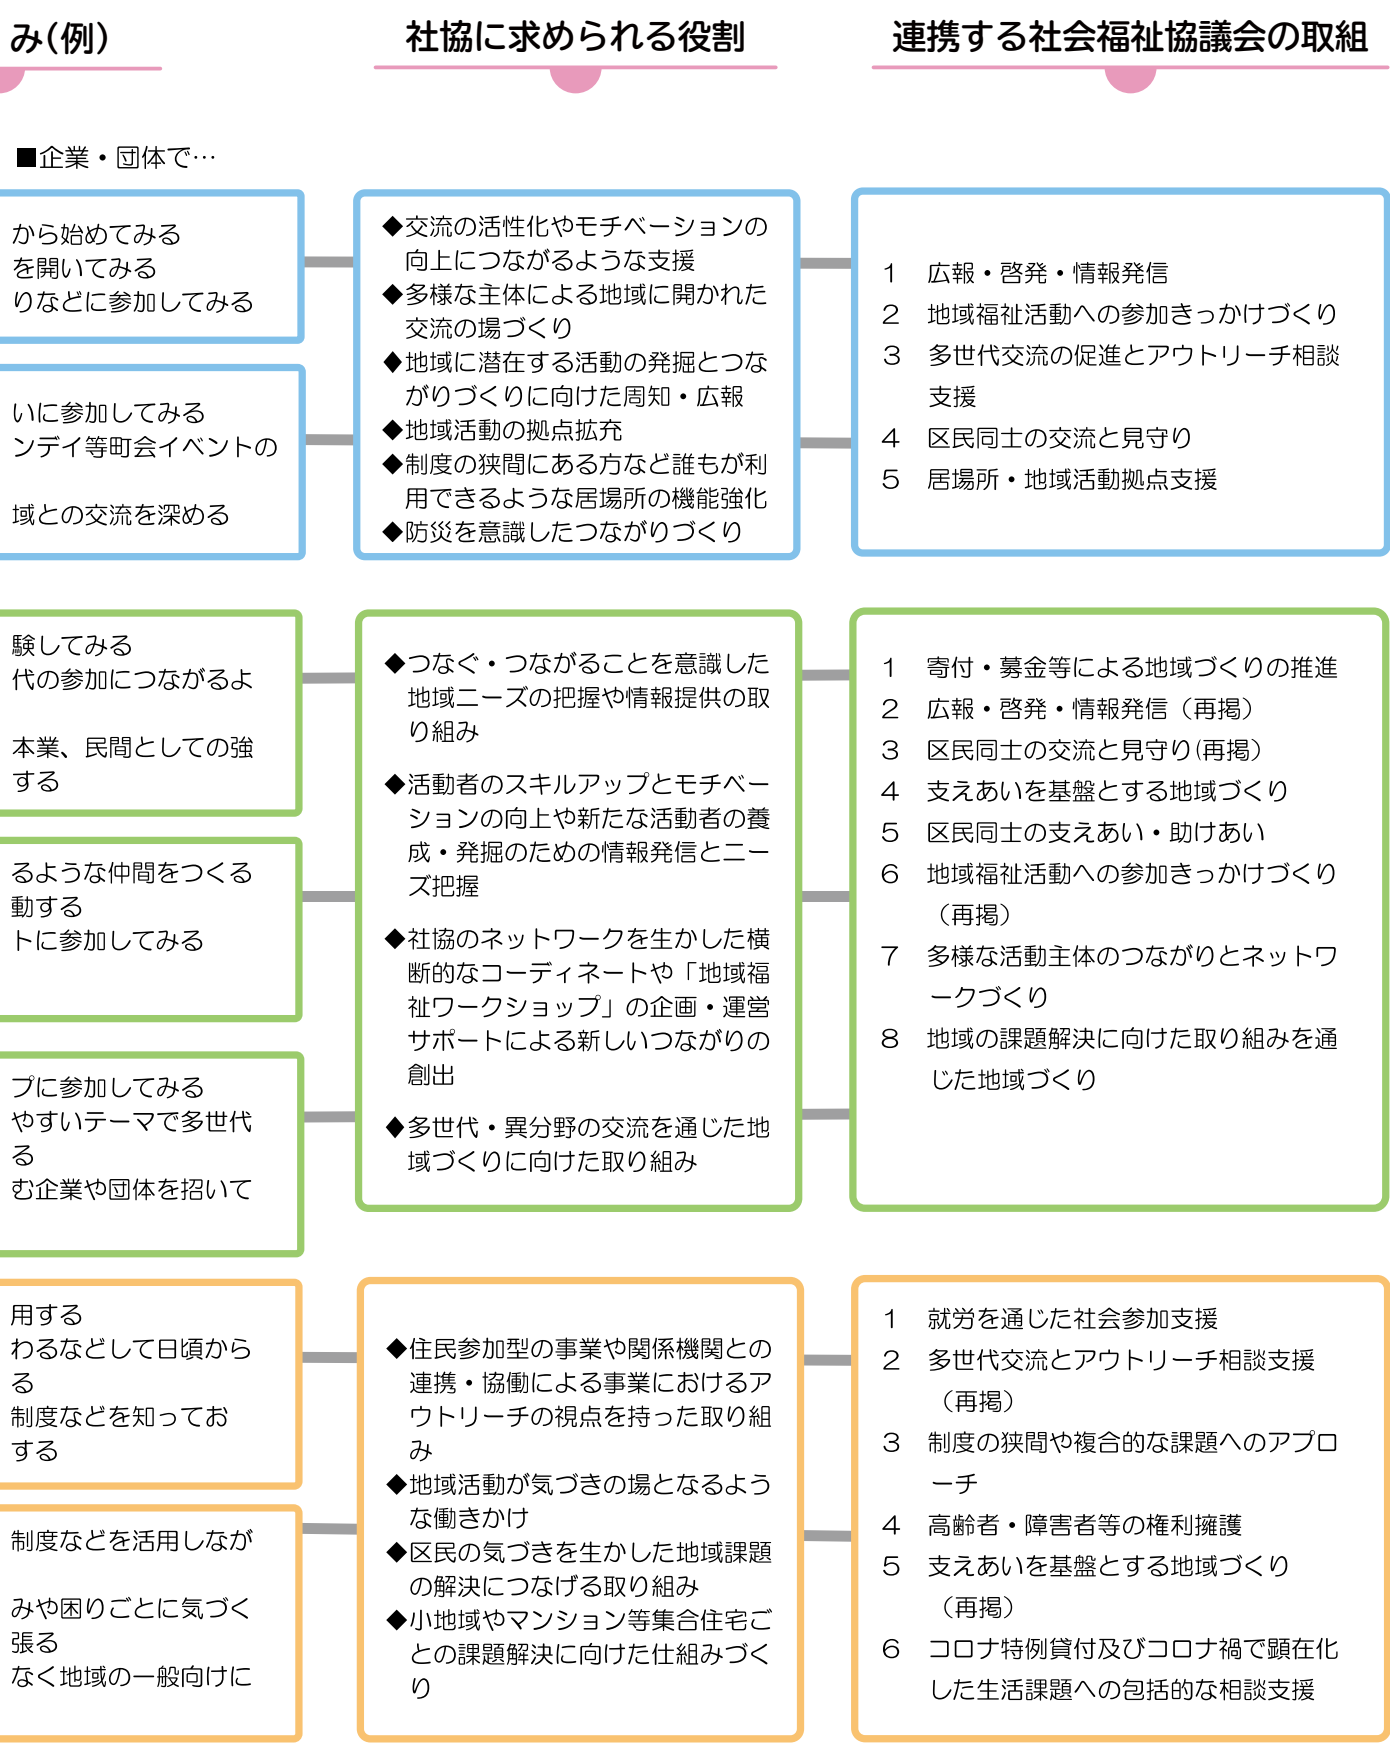 み(例)
社協に求められる役割
連携する社会福祉協議会の取組
■企業・団体で…
から始めてみる
を開いてみる
りなどに参加してみる
いに参加してみる
ンデイ等町会イベントの
域との交流を深める
◆交流の活性化やモチベーションの
向上につながるような支援
◆多様な主体による地域に開かれた
交流の場づくり
◆地域に潜在する活動の発掘とつな
がりづくりに向けた周知・広報
◆地域活動の拠点拡充
◆制度の狭間にある方など誰もが利
用できるような居場所の機能強化
◆防災を意識したつながりづくり
1 広報・啓発・情報発信
2 地域福祉活動への参加きっかけづくり
3 多世代交流の促進とアウトリーチ相談
支援
4 区民同士の交流と見守り
5 居場所・地域活動拠点支援
験してみる
代の参加につながるよ
本業、民間としての強
する
るような仲間をつくる
動する
トに参加してみる
プに参加してみる
やすいテーマで多世代
る
む企業や団体を招いて
◆つなぐ・つながることを意識した
地域ニーズの把握や情報提供の取
り組み
◆活動者のスキルアップとモチベー
ションの向上や新たな活動者の養
成・発掘のための情報発信とニー
ズ把握
◆社協のネットワークを生かした横
断的なコーディネートや「地域福
祉ワークショップ」の企画・運営
サポートによる新しいつながりの
創出
◆多世代・異分野の交流を通じた地
域づくりに向けた取り組み
1 寄付・募金等による地域づくりの推進
2 広報・啓発・情報発信（再掲）
3 区民同士の交流と見守り(再掲）
4 支えあいを基盤とする地域づくり
5 区民同士の支えあい・助けあい
6 地域福祉活動への参加きっかけづくり
（再掲）
7 多様な活動主体のつながりとネットワ
ークづくり
8 地域の課題解決に向けた取り組みを通
じた地域づくり
用する
わるなどして日頃から
る
制度などを知ってお
する
制度などを活用しなが
みや困りごとに気づく
張る
なく地域の一般向けに
◆住民参加型の事業や関係機関との
連携・協働による事業におけるア
ウトリーチの視点を持った取り組
み
◆地域活動が気づきの場となるよう
な働きかけ
◆区民の気づきを生かした地域課題
の解決につなげる取り組み
◆小地域やマンション等集合住宅ご
との課題解決に向けた仕組みづく
り
1 就労を通じた社会参加支援
2 多世代交流とアウトリーチ相談支援
（再掲）
3 制度の狭間や複合的な課題へのアプロ
ーチ
4 高齢者・障害者等の権利擁護
5 支えあいを基盤とする地域づくり
（再掲）
6 コロナ特例貸付及びコロナ禍で顕在化
した生活課題への包括的な相談支援